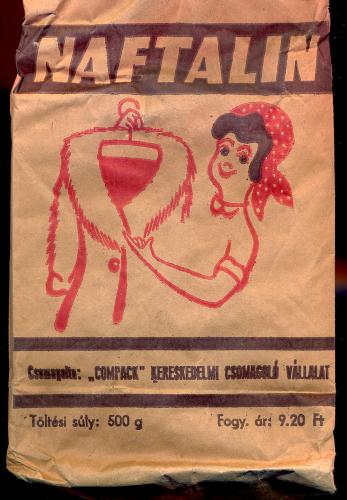 NAFTALIN
Csomagolta: „COMPACK" KERESKEDELMI CSOMAGOLÓ VÁLLALAT
Töltési súly: 500 g Fogy. ár: 9.20 Ft